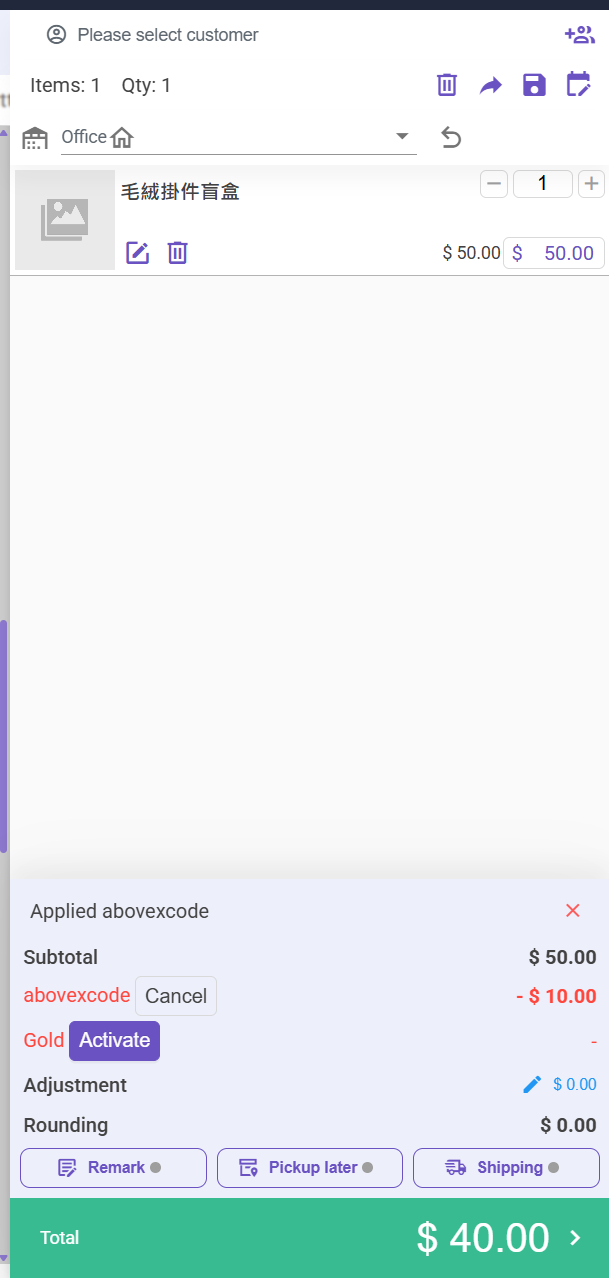 Please select customer
Items: 1 Qty: 1
Office
毛絨掛件盲盒
1
$ 50.00 $ 50.00
Applied abovexcode
Subtotal $ 50.00
abovexcode Cancel - $ 10.00
Gold Activate -
Adjustment $ 0.00
Rounding $ 0.00
Remark Pickup later Shipping
Total $ 40.00